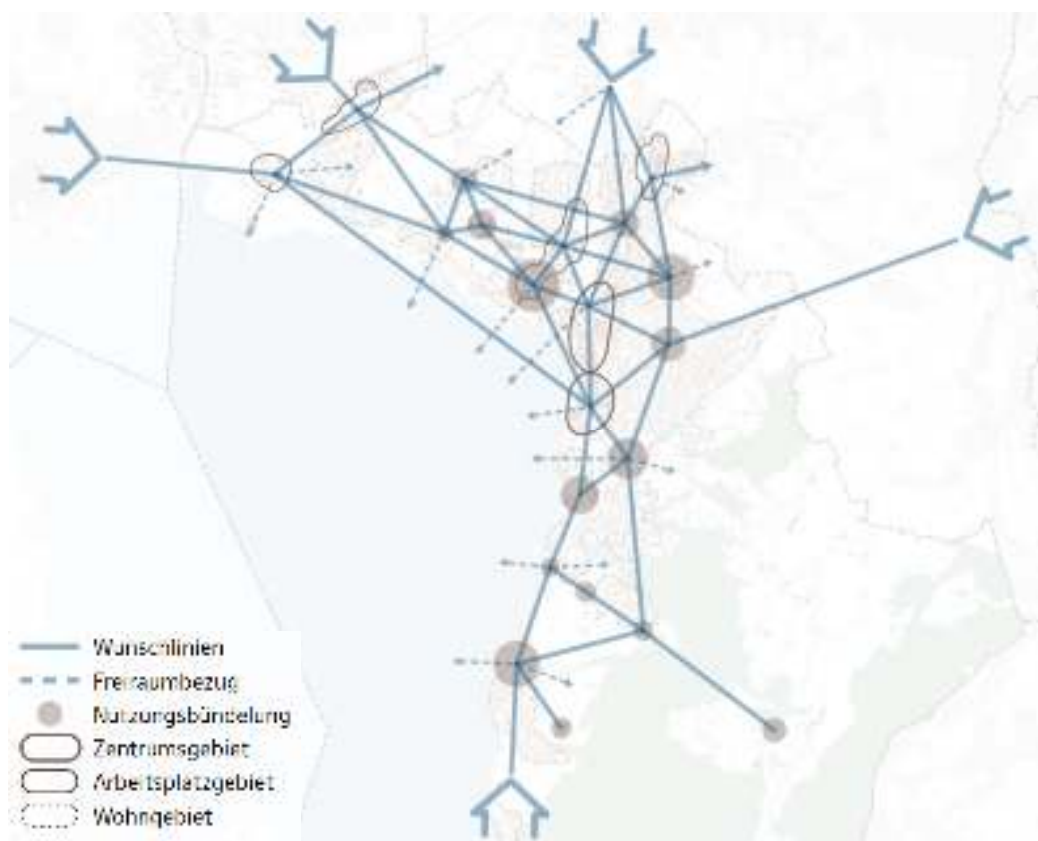 Wunschlinien
Freiraumbezug
Nutzungsbündelung
Zentrumsgebiet
Arbeitsplatzgebiet
Wohngebiet